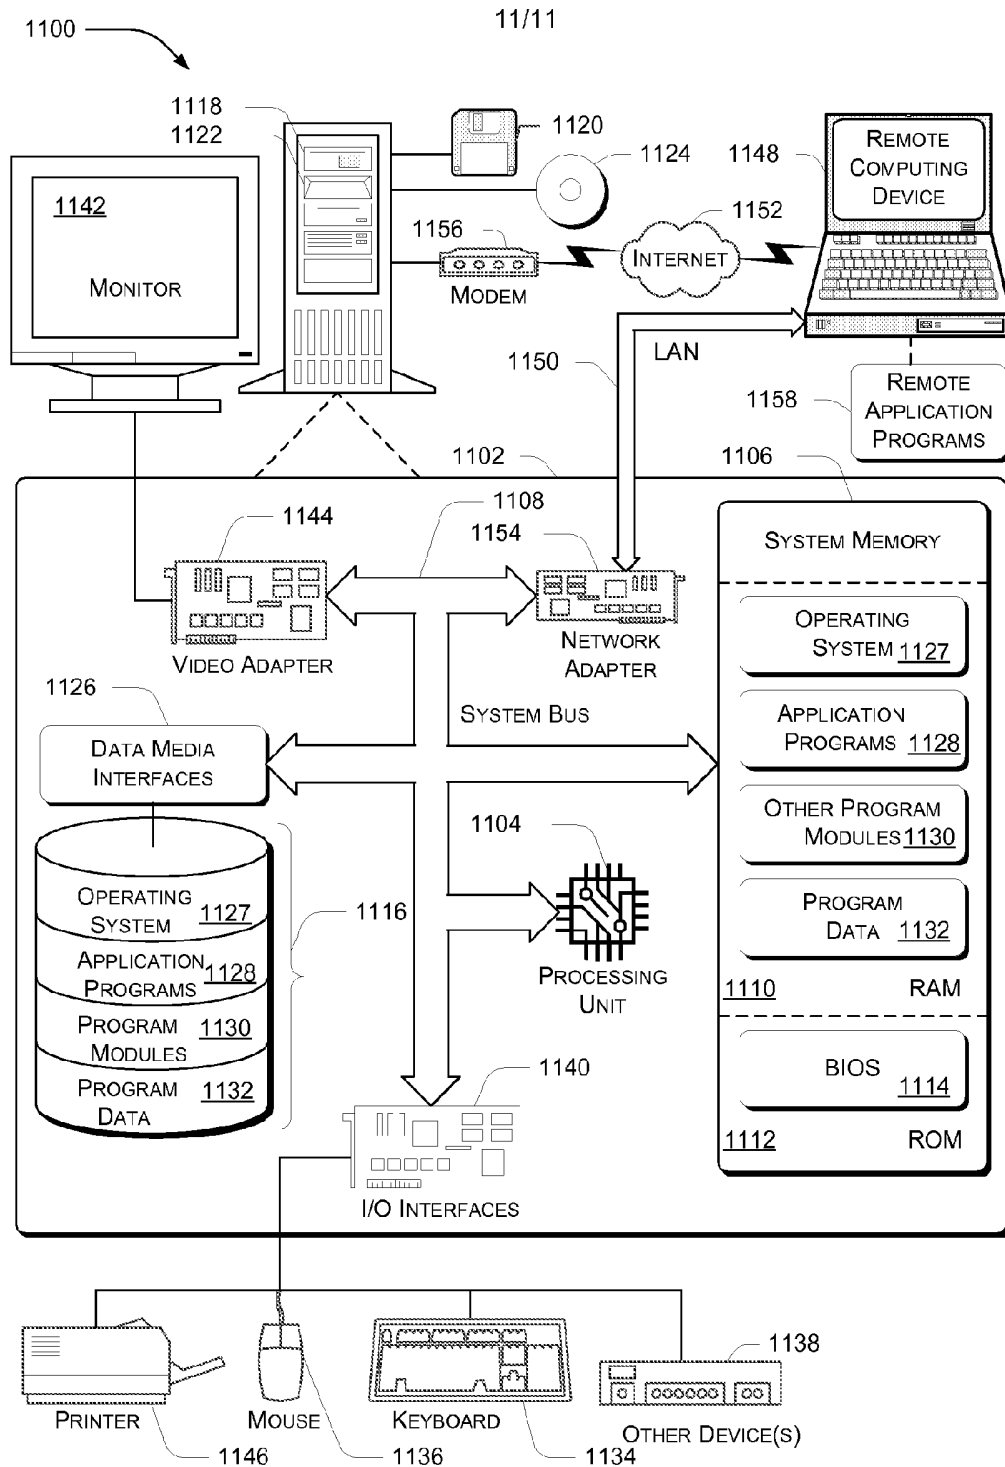 11/11
1100
1118
1122
1120
1124
1148
REMOTE
COMPUTING
DEVICE
1142
MONITOR
1156
MODEM
1152
INTERNET
1150
LAN
1158
REMOTE
APPLICATION
PROGRAMS
1102
1106
1108
1144
1154
VIDEO ADAPTER
NETWORK
ADAPTER
SYSTEM MEMORY
OPERATING
SYSTEM 1127
APPLICATION
PROGRAMS 1128
OTHER PROGRAM
MODULES 1130
PROGRAM
DATA 1132
1110 RAM
BIOS 1114
1112 ROM
1126
DATA MEDIA
INTERFACES
SYSTEM BUS
1104
PROCESSING
UNIT
OPERATING
SYSTEM 1127
APPLICATION
PROGRAMS 1128
PROGRAM
MODULES 1130
PROGRAM
DATA 1132
1116
1140
I/O INTERFACES
PRINTER
1146
MOUSE
1136
KEYBOARD
1134
1138
OTHER DEVICE(S)